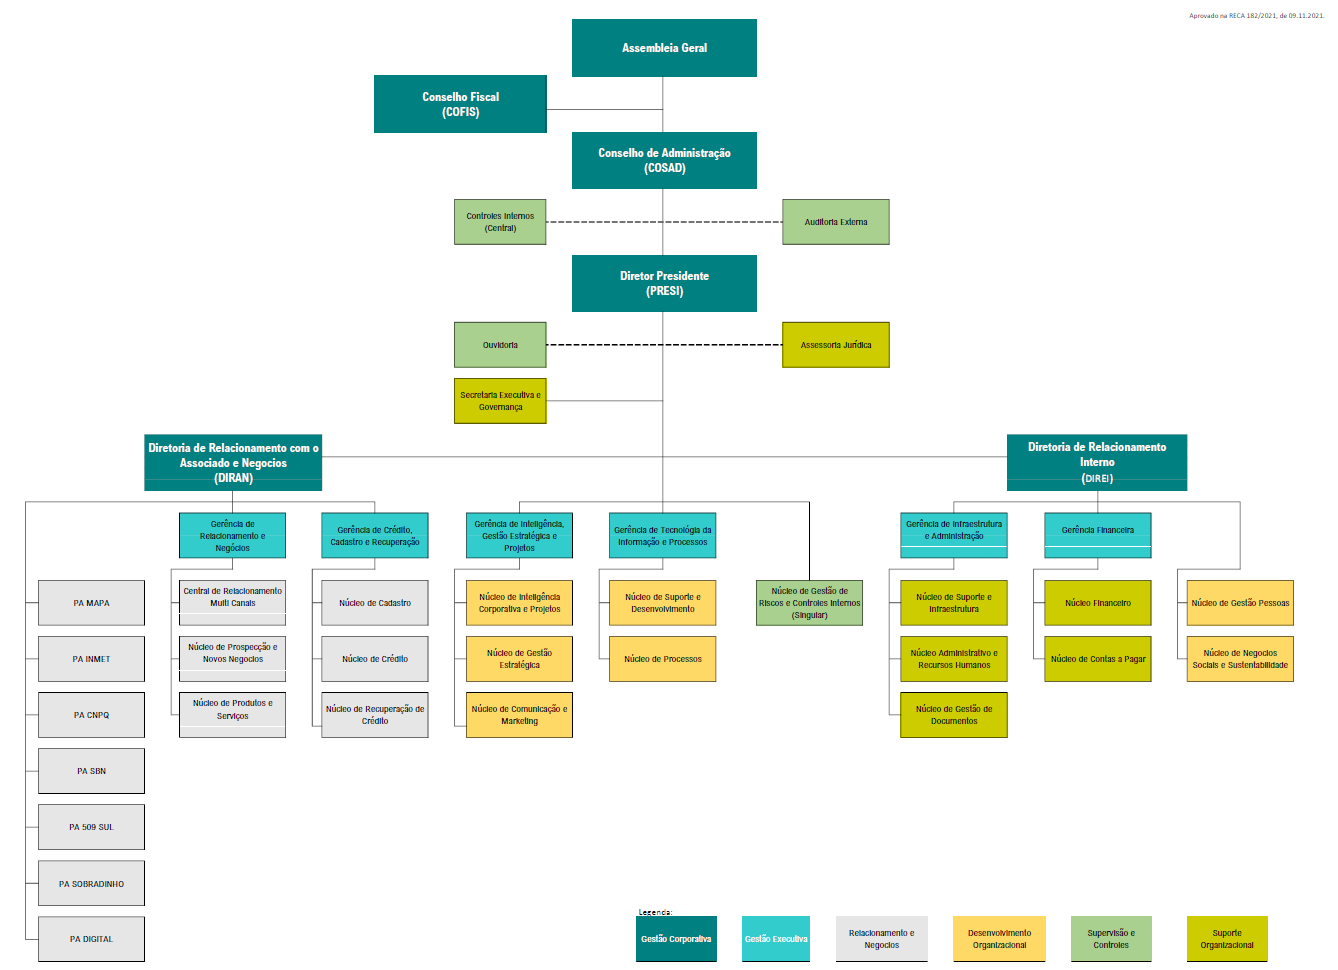 Aprovado na RECA 182/2021, de 09.11.2021.
Assembleia Geral
Conselho Fiscal
(COFIS)
Conselho de Administração
(COSAD)
Controles Internos
(Central)
Auditoria Externa
Diretor Presidente
(PRESI)
Ouvidoria
Assessoria Jurídica
Secretaria Executiva e
Governança
Diretoria de Relacionamento com o
Associado e Negocios
(DIRAN)
Diretoria de Relacionamento
Interno
(DIREI)
Gerência de
Relacionamento e
Negócios
Gerência de Crédito,
Cadastro e Recuperação
Gerência de Inteligência,
Gestão Estratégica e
Projetos
Gerência de Tecnológia da
Informação e Processos
Gerência de Infraestrutura
e Administração
Gerência Financeira
PA MAPA
PA INMET
PA CNPQ
PA SBN
PA 509 SUL
PA SOBRADINHO
PA DIGITAL
Central de Relacionamento
Multi Canais
Núcleo de Prospecção e
Novos Negocios
Núcleo de Produtos e
Serviços
Núcleo de Cadastro
Núcleo de Crédito
Núcleo de Recuperação de
Crédito
Núcleo de Inteligência
Corporativa e Projetos
Núcleo de Gestão
Estratégica
Núcleo de Comunicação e
Marketing
Núcleo de Suporte e
Desenvolvimento
Núcleo de Processos
Núcleo de Gestão de
Riscos e Controles Internos
(Singular)
Núcleo de Suporte e
Infraestrutura
Núcleo Administrativo e
Recursos Humanos
Núcleo de Gestão de
Documentos
Núcleo Financeiro
Núcleo de Contas a Pagar
Núcleo de Gestão Pessoas
Núcleo de Negocios
Sociais e Sustentabilidade
Legenda:
Gestão Corporativa
Gestão Executiva
Relacionamento e
Negocios
Desenvolvimento
Organizacional
Supervisão e
Controles
Suporte
Organizacional